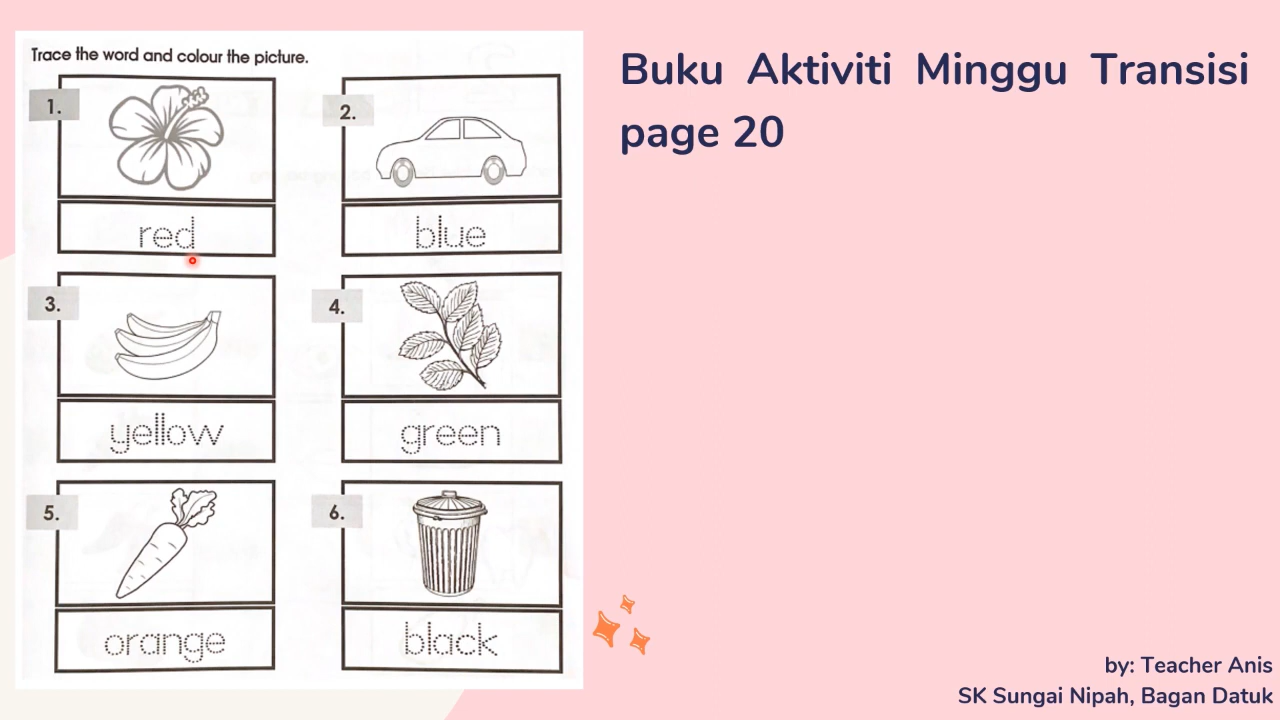 Trace the word and colour the picture.
1.
red
2.
blue
3.
yellow
4.
green
5.
orange
6.
black
Buku Aktiviti Minggu Transisi
page 20
by: Teacher Anis
SK Sungai Nipah, Bagan Datuk